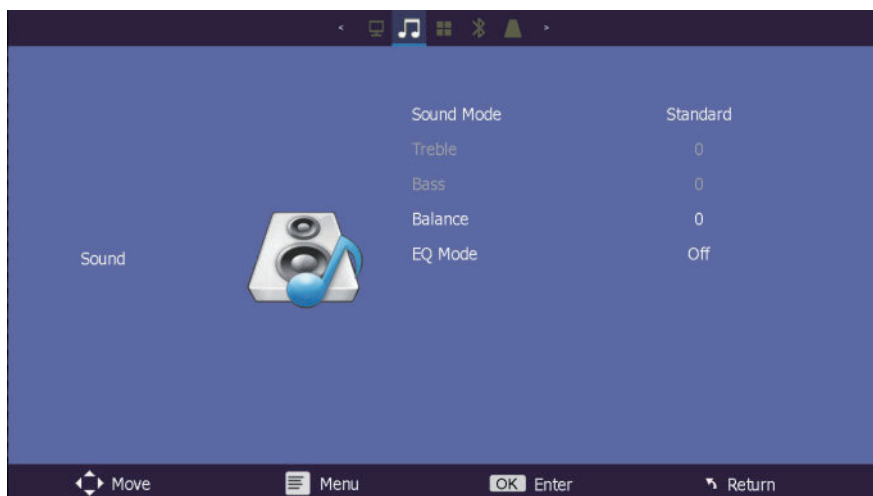 Sound Mode Standard
Treble 0
Bass 0
Balance 0
Sound
EQ Mode Off
Move Menu OK Enter Return